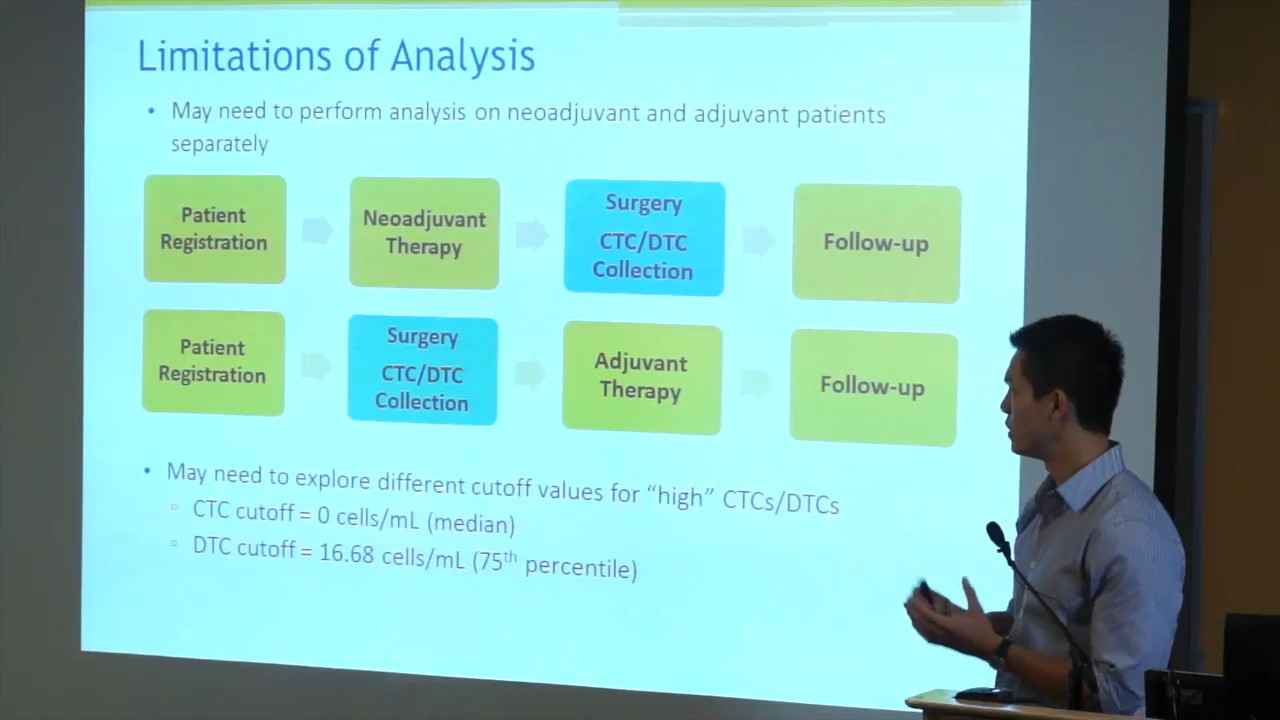 Limitations of Analysis
• May need to perform analysis on neoadjuvant and adjuvant patients
separately
Patient
Registration
Neoadjuvant
Therapy
Surgery
CTC/DTC
Collection
Follow-up
Patient
Registration
Surgery
CTC/DTC
Collection
Adjuvant
Therapy
Follow-up
• May need to explore different cutoff values for “high” CTCs/DTCs
▫ CTC cutoff = 0 cells/mL (median)
▫ DTC cutoff = 16.68 cells/mL (75th percentile)